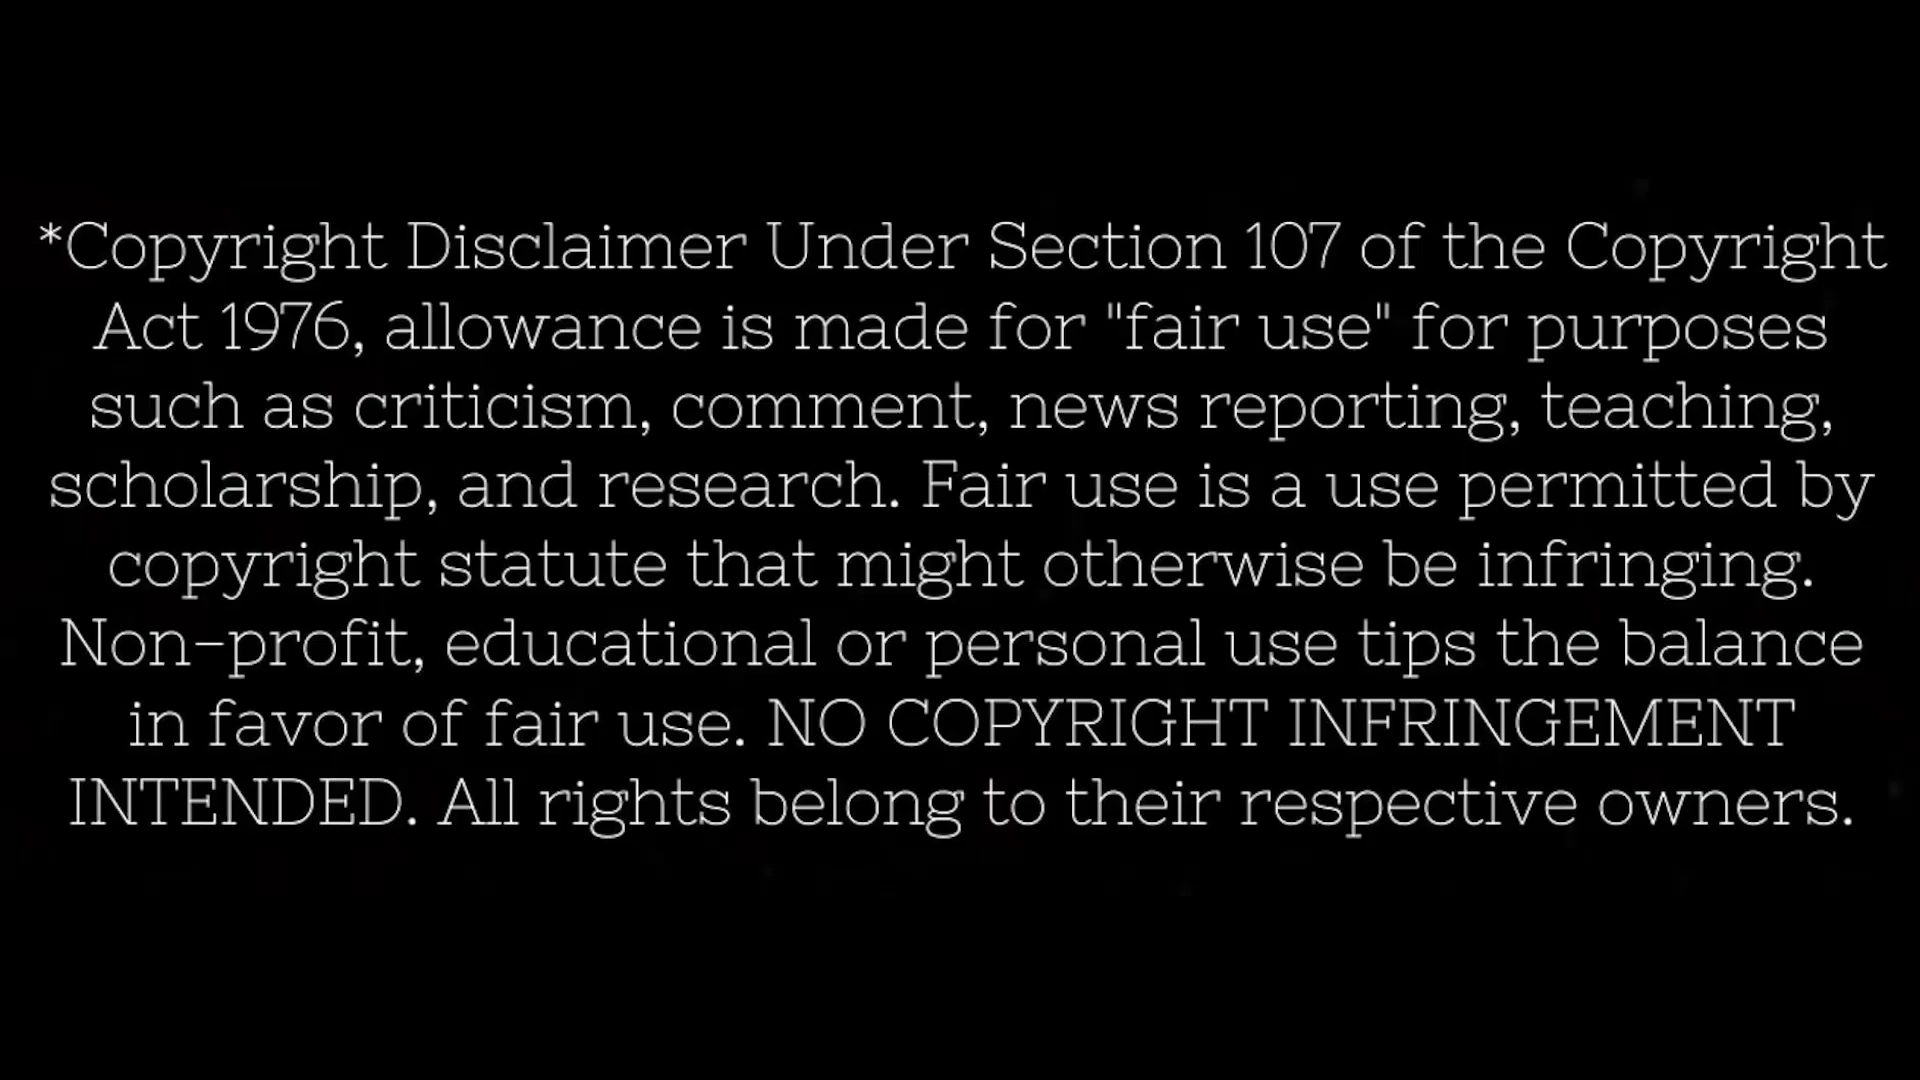 *Copyright Disclaimer Under Section 107 of the Copyright
Act 1976, allowance is made for "fair use" for purposes
such as criticism, comment, news reporting, teaching,
scholarship, and research. Fair use is a use permitted by
copyright statute that might otherwise be infringing.
Non-profit, educational or personal use tips the balance
in favor of fair use. NO COPYRIGHT INFRINGEMENT
INTENDED. All rights belong to their respective owners.